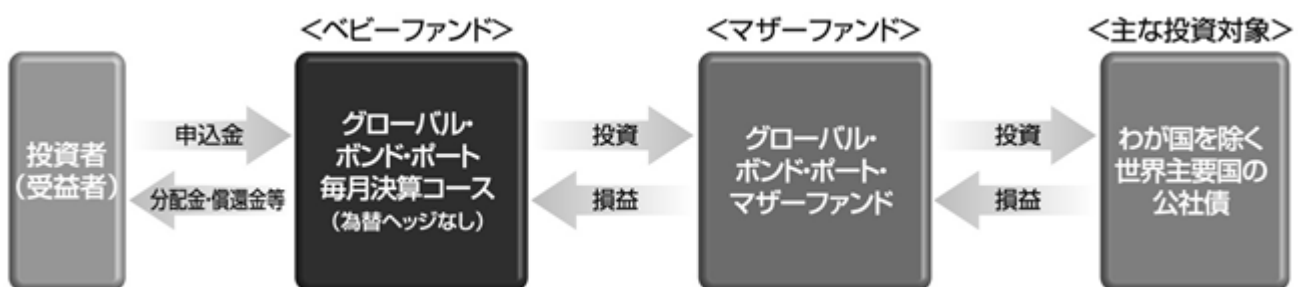 <ベビーファンド>
<マザーファンド>
<主な投資対象>
投資者
(受益者)
申込金
分配金・償還金等
グローバル・
ボンド・ポート
毎月決算コース
(為替ヘッジなし)
投資
損益
グローバル・
ボンド・ポート・
マザーファンド
投資
損益
わが国を除く
世界主要国の
公社債